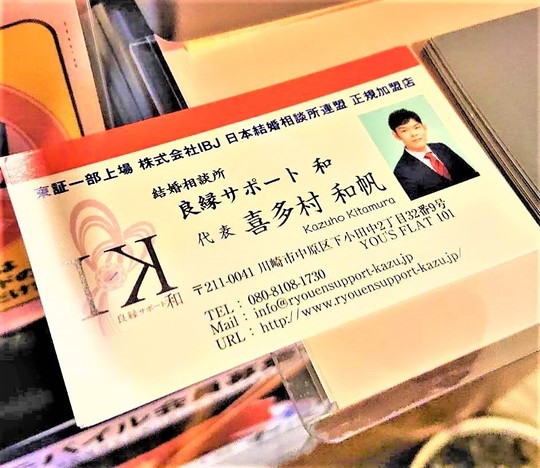 東証一部上場 株式会社IBJ 日本結婚相談所連盟 正規加盟店
結婚相談所
良縁サポート 和
代表 喜多村 和帆
Kazuho Kitamura
〒211-0041 川崎市中原区下小田中2丁目32番9号
YOU'S FLAT 101
TEL : 080-8108-1730
Mail : info@ryouensupport-kazu.jp
URL : http://www.ryouensupport-kazu.jp/
IK
良縁サポート和